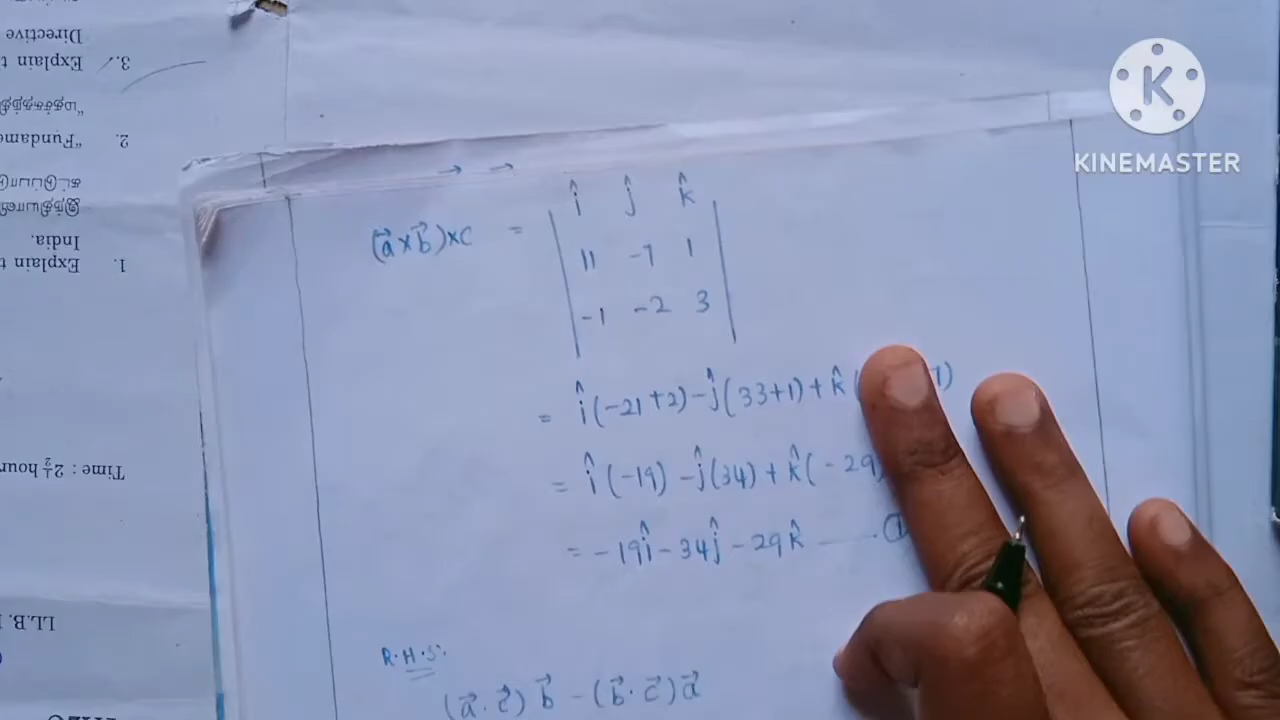 K
KINEMASTER
Directive
3. Explain t
2. "Fundame
India.
1. Explain t
Time : 2½ hour
LL.B.
(a⃗×b⃗)×c = | î ĵ k̂ |
11 -7 1
-1 -2 3
= î(-21+2)-ĵ(33+1)+k̂(
= î(-19)-ĵ(34)+k̂(-29)
= -19î-34ĵ-29k̂ ①
R.H.S:
(a⃗.c⃗)b⃗-(b⃗.c⃗)a⃗